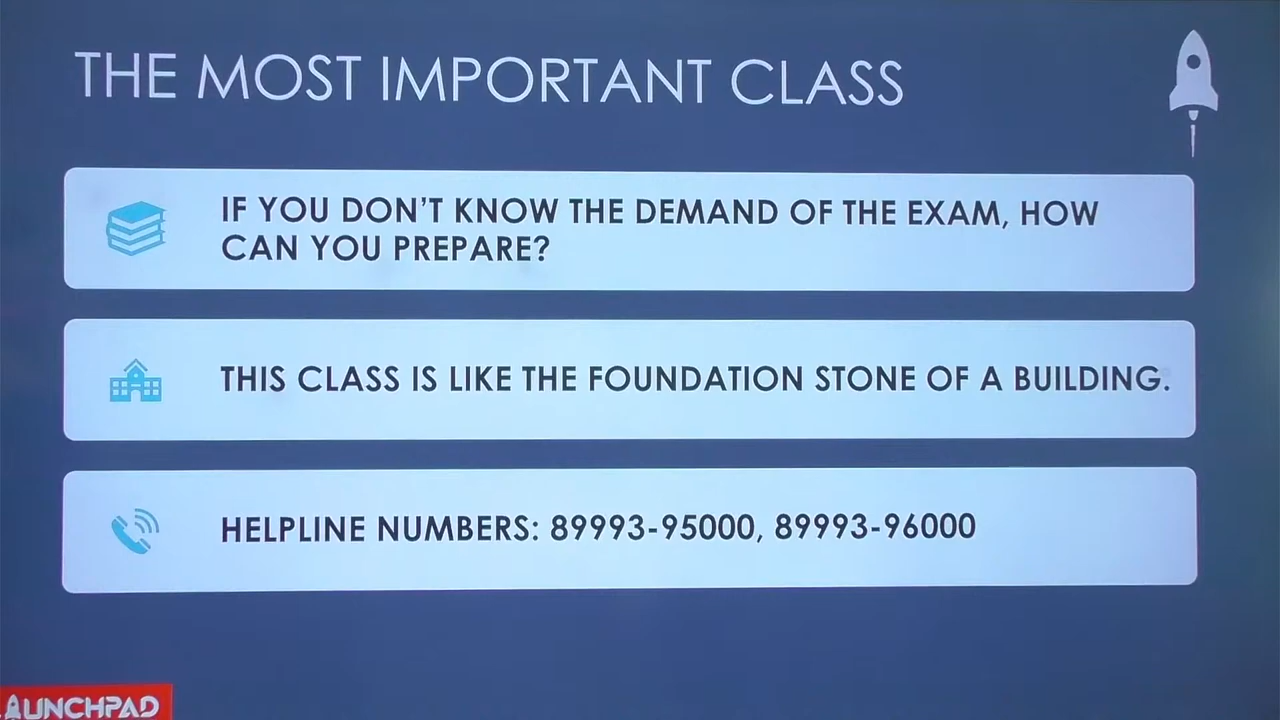 THE MOST IMPORTANT CLASS
IF YOU DON'T KNOW THE DEMAND OF THE EXAM, HOW
CAN YOU PREPARE?
THIS CLASS IS LIKE THE FOUNDATION STONE OF A BUILDING.
HELPLINE NUMBERS: 89993-95000, 89993-96000
LAUNCHPAD